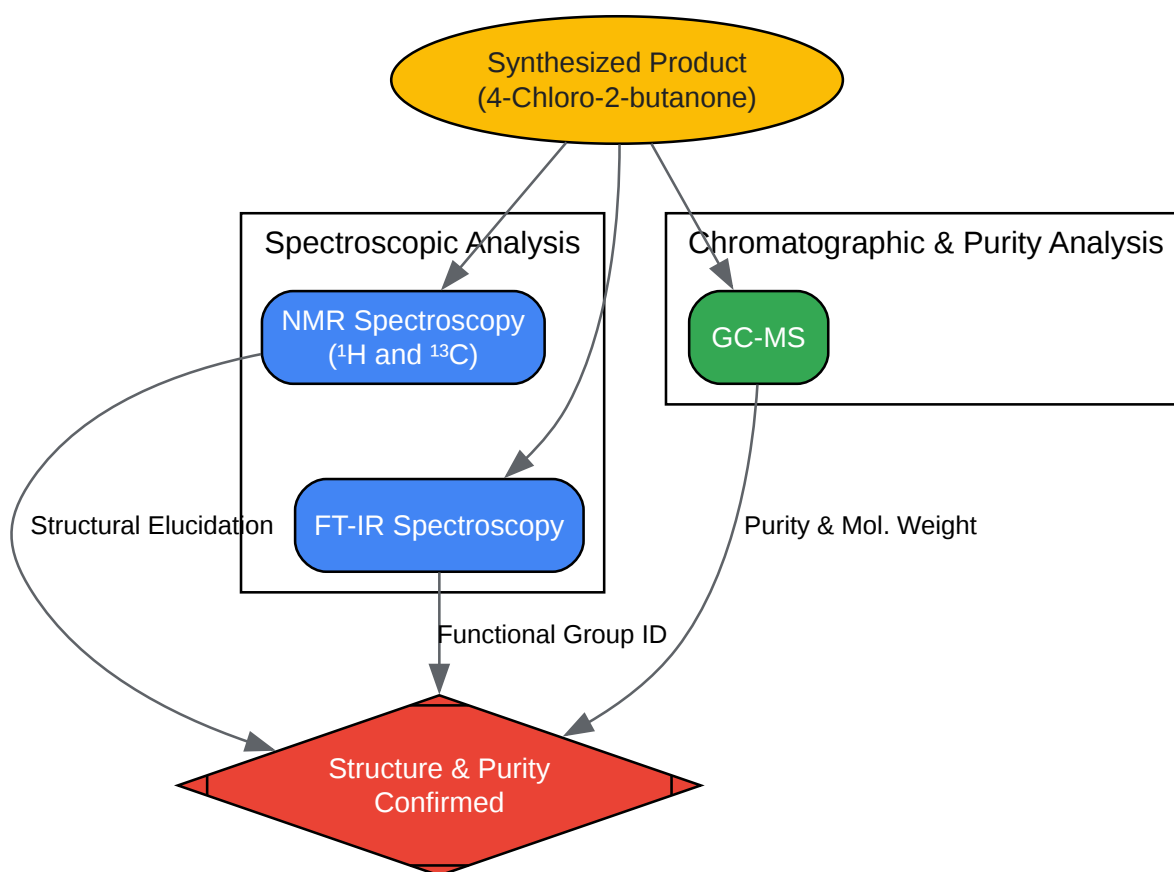 Synthesized Product
(4-Chloro-2-butanone)
Spectroscopic Analysis
Chromatographic & Purity Analysis
NMR Spectroscopy
(¹H and ¹³C)
GC-MS
Structural Elucidation
FT-IR Spectroscopy
Purity & Mol. Weight
Functional Group ID
Structure & Purity
Confirmed